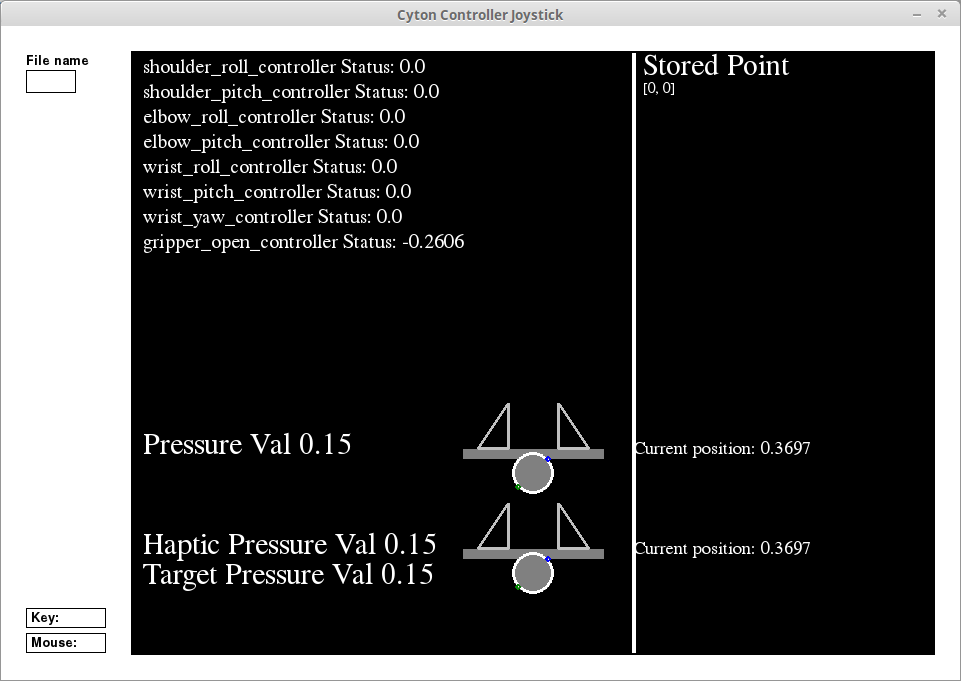 Cyton Controller Joystick
File name
shoulder_roll_controller Status: 0.0
shoulder_pitch_controller Status: 0.0
elbow_roll_controller Status: 0.0
elbow_pitch_controller Status: 0.0
wrist_roll_controller Status: 0.0
wrist_pitch_controller Status: 0.0
wrist_yaw_controller Status: 0.0
gripper_open_controller Status: -0.2606
Stored Point
[0, 0]
Pressure Val 0.15
Current position: 0.3697
Haptic Pressure Val 0.15
Current position: 0.3697
Target Pressure Val 0.15
Key:
Mouse: